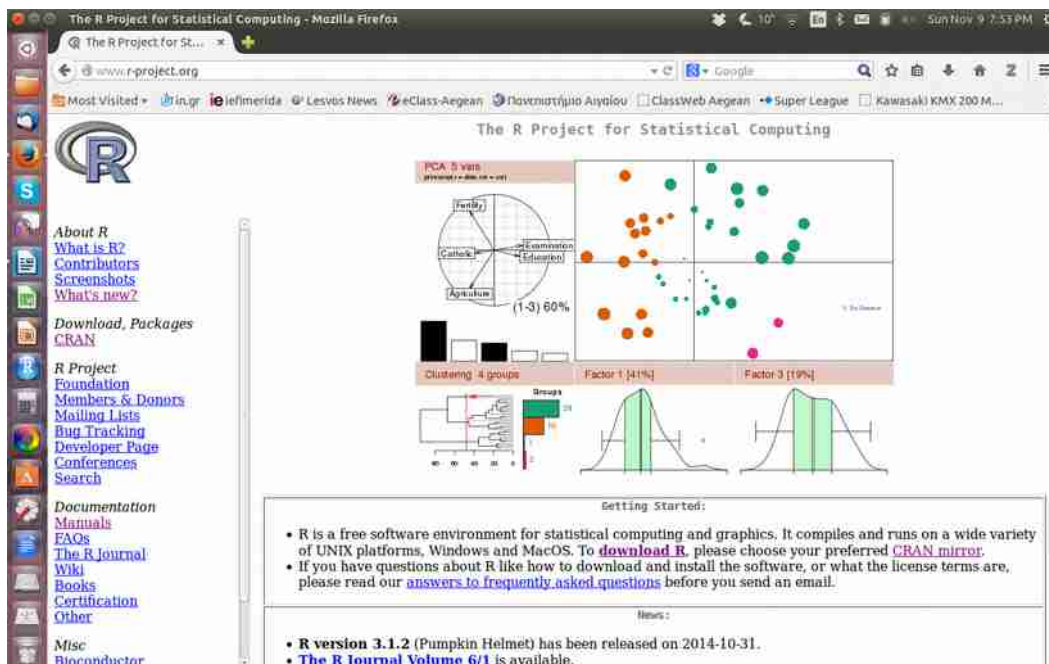 The R Project for Statistical Computing - Mozilla Firefox
10°
En
Sun Nov 9 7:53 PM
The R Project for St...
www.r-project.org
Google
Most Visited
in.gr
iefimerida
Lesvos News
eClass-Aegean
Πανεπιστήμιο Αιγαίου
ClassWeb Aegean
Super League
Kawasaki KMX 200 M...
R
The R Project for Statistical Computing
PCA 5 vars
Fertility
Catholic
Examination
Education
Agriculture
(1-3) 60%
Clustering 4 groups
Factor 1 [41%]
Factor 3 [19%]
Groups
About R
What is R?
Contributors
Screenshots
What's new?
Download, Packages
CRAN
R Project
Foundation
Members & Donors
Mailing Lists
Bug Tracking
Developer Page
Conferences
Search
Documentation
Manuals
FAQs
The R Journal
Wiki
Books
Certification
Other
Misc
Bioconductor
Getting Started:
• R is a free software environment for statistical computing and graphics. It compiles and runs on a wide variety
of UNIX platforms, Windows and MacOS. To download R, please choose your preferred CRAN mirror.
• If you have questions about R like how to download and install the software, or what the license terms are,
please read our answers to frequently asked questions before you send an email.
News:
• R version 3.1.2 (Pumpkin Helmet) has been released on 2014-10-31.
• The R Journal Volume 6/1 is available.